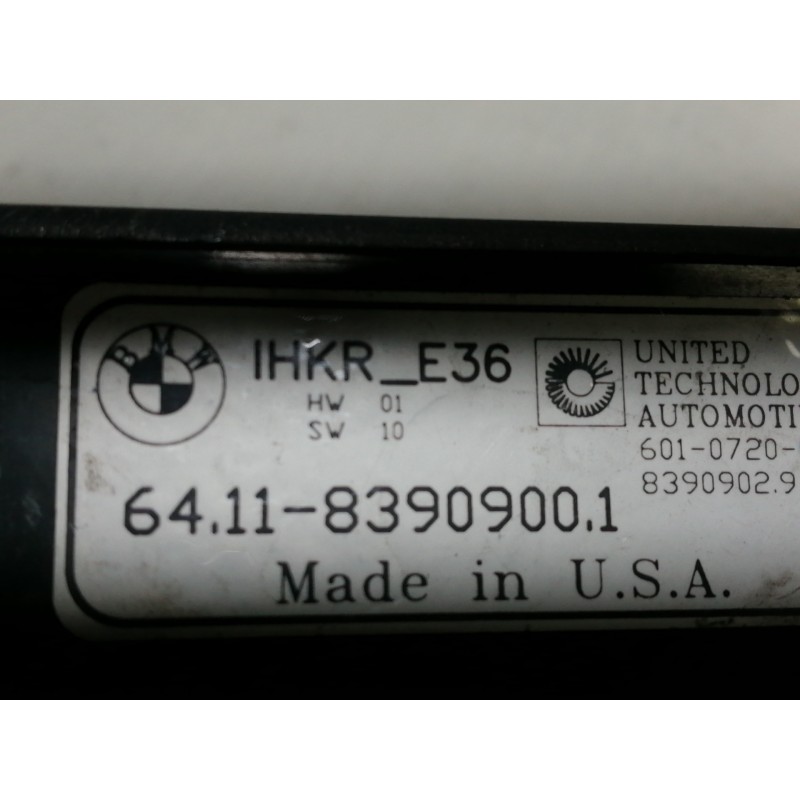 BMW
IHKR_E36
HW 01
SW 10
64.11-8390900.1
Made in U.S.A.
UNITED
TECHNOLO
AUTOMOTI
601-0720-
8390902.9